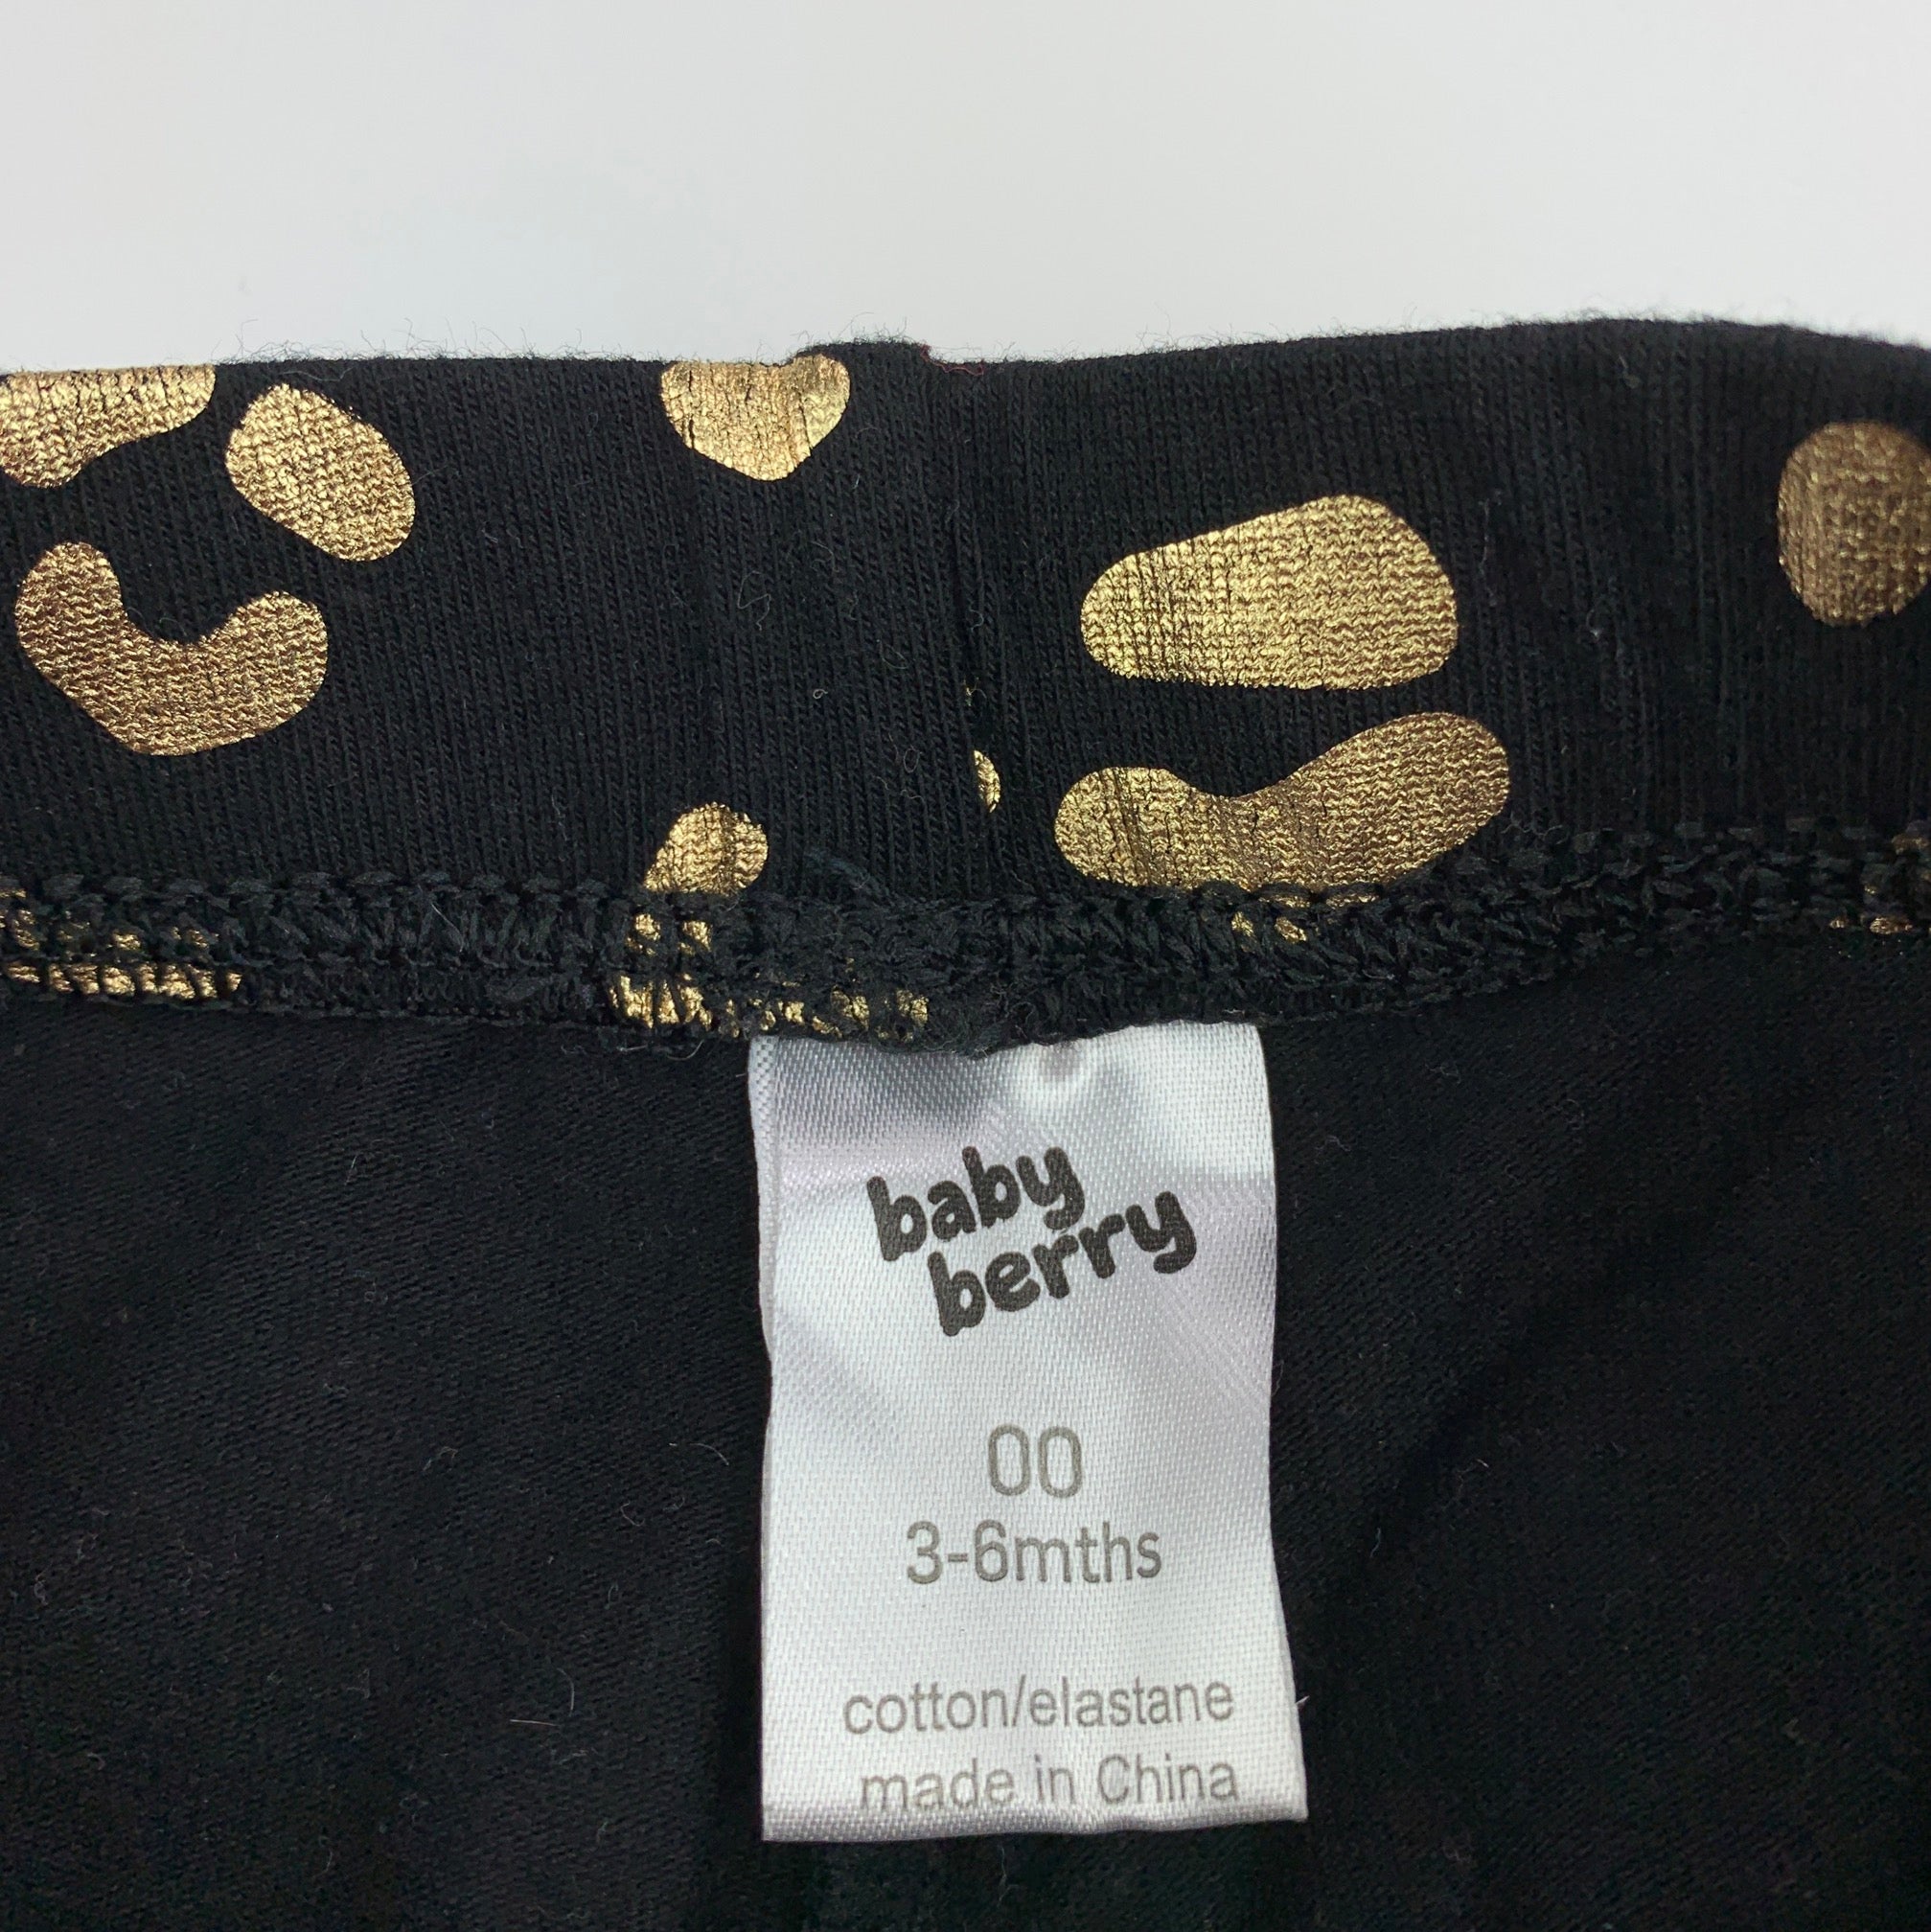 baby
berry
00
3-6mths
cotton/elastane
made in China